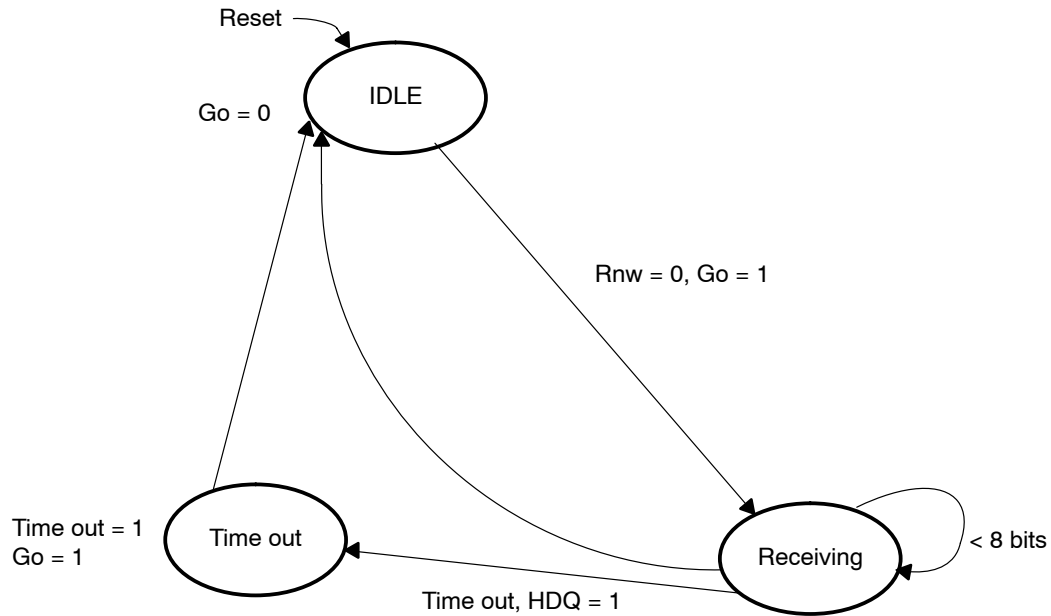 Reset
IDLE
Go = 0
Rnw = 0, Go = 1
Time out = 1
Go = 1
Time out
Receiving
< 8 bits
Time out, HDQ = 1